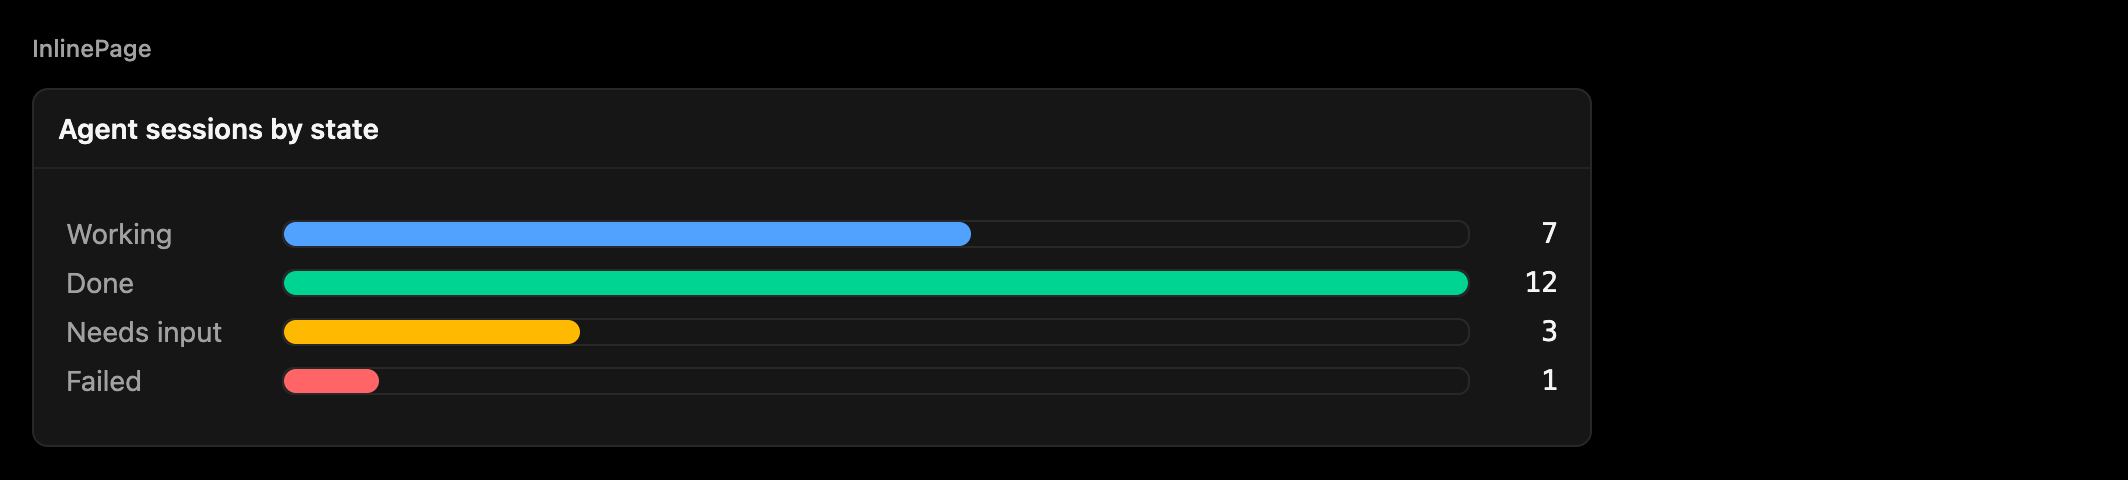 InlinePage
Agent sessions by state
Working 7
Done 12
Needs input 3
Failed 1